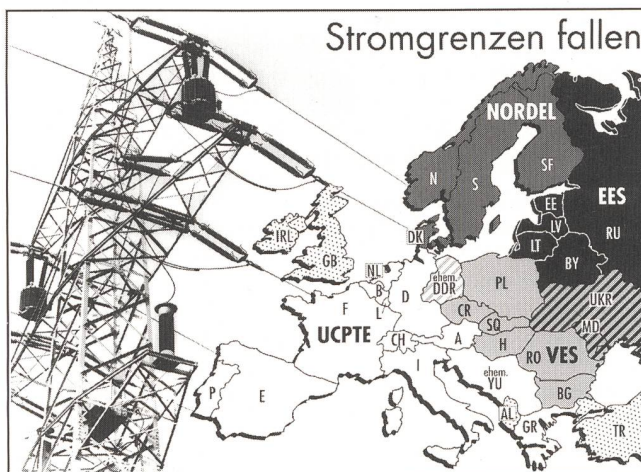 Stromgrenzen fallen
NORDEL
N
S
SF
EES
RU
EE
LV
LT
BY
DK
IRL
GB
NL
B
L
D
ehem.
DDR
PL
UKR
MD
F
UCPTE
CH
A
CR
SQ
H
RO
VES
BG
P
E
I
ehem.
YU
AL
GR
TR